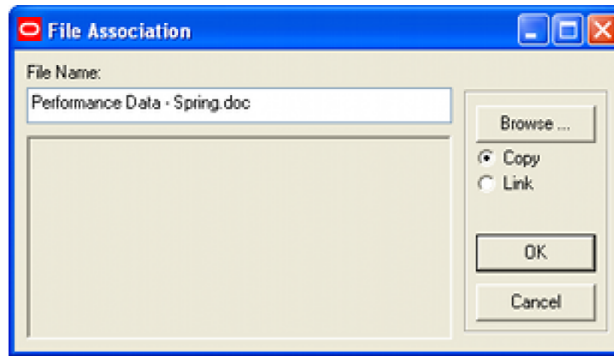 File Association
File Name:
Performance Data - Spring.doc
Browse ...
Copy
Link
OK
Cancel